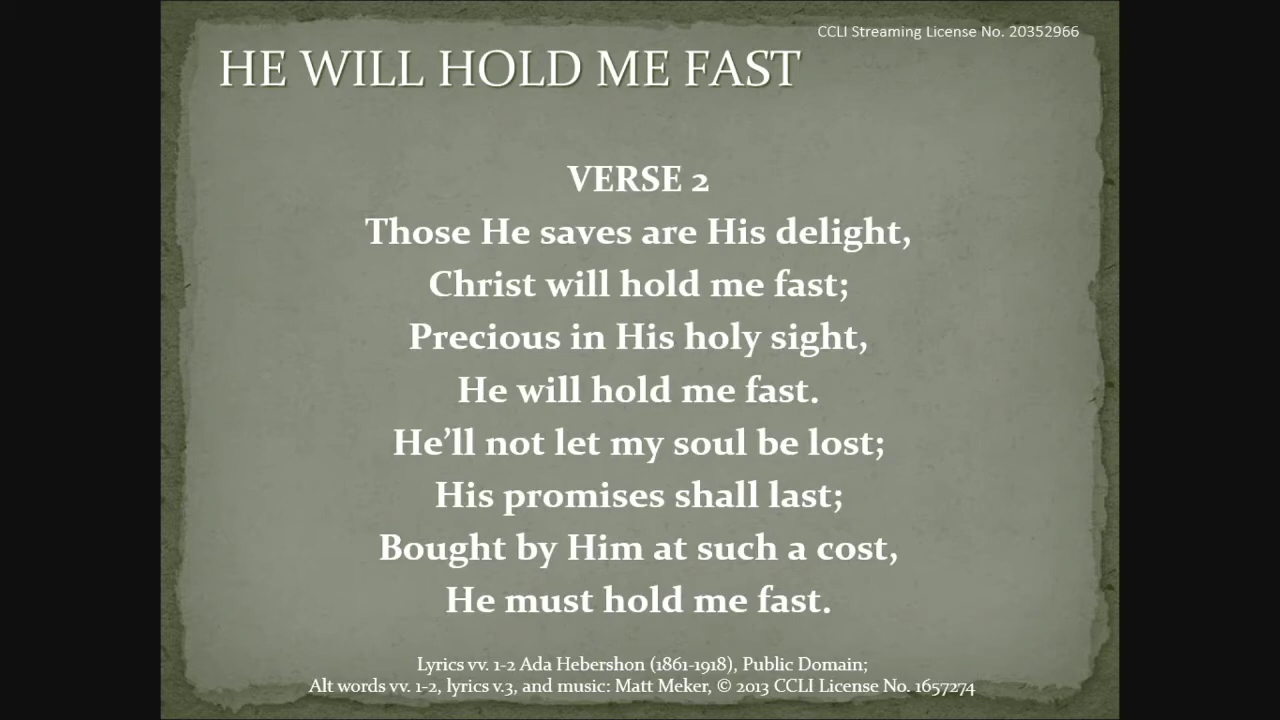 CCLI Streaming License No. 20352966
HE WILL HOLD ME FAST
VERSE 2
Those He saves are His delight,
Christ will hold me fast;
Precious in His holy sight,
He will hold me fast.
He’ll not let my soul be lost;
His promises shall last;
Bought by Him at such a cost,
He must hold me fast.
Lyrics vv. 1-2 Ada Hebershon (1861-1918), Public Domain;
Alt words vv. 1-2, lyrics v.3, and music: Matt Meker, © 2013 CCLI License No. 1657274